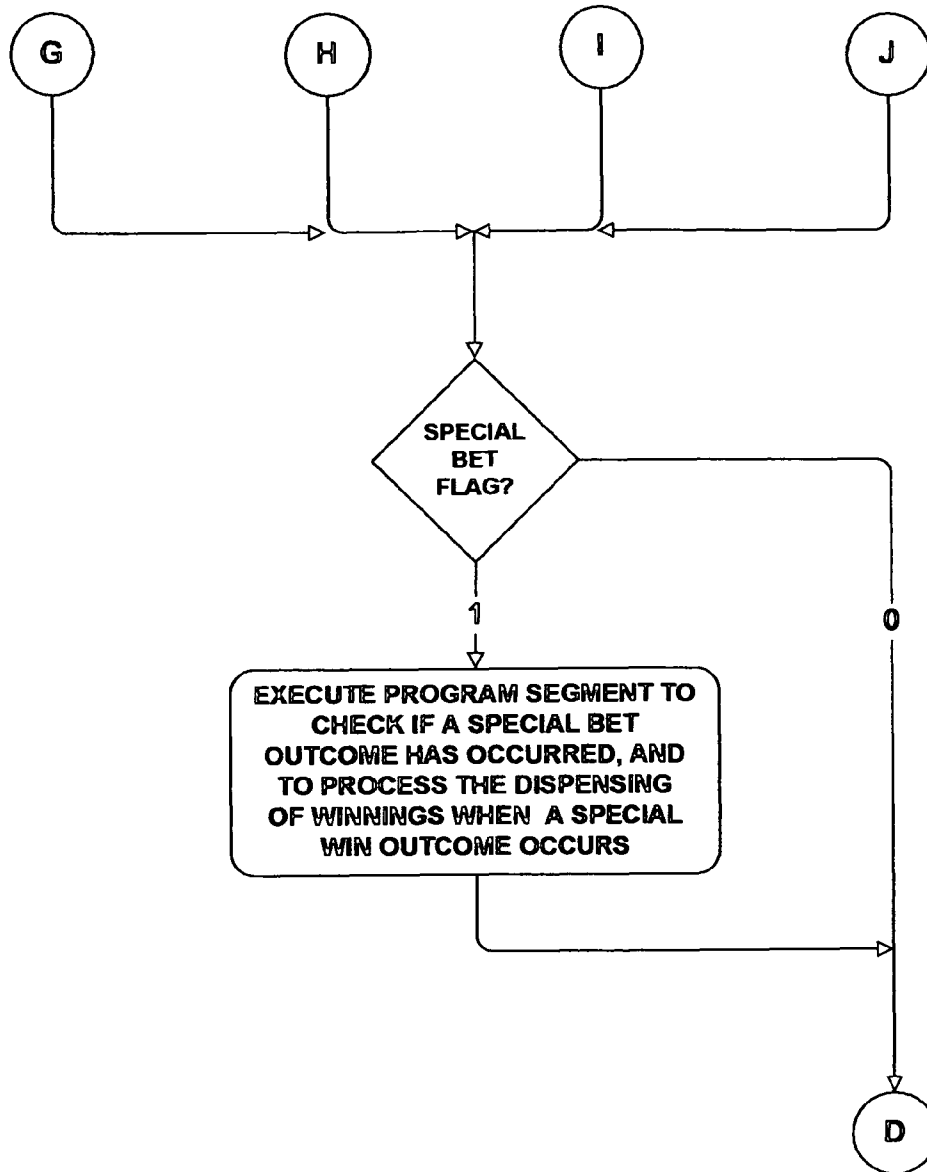 G
H
I
J
SPECIAL
BET
FLAG?
1
0
EXECUTE PROGRAM SEGMENT TO
CHECK IF A SPECIAL BET
OUTCOME HAS OCCURRED, AND
TO PROCESS THE DISPENSING
OF WINNINGS WHEN A SPECIAL
WIN OUTCOME OCCURS
D